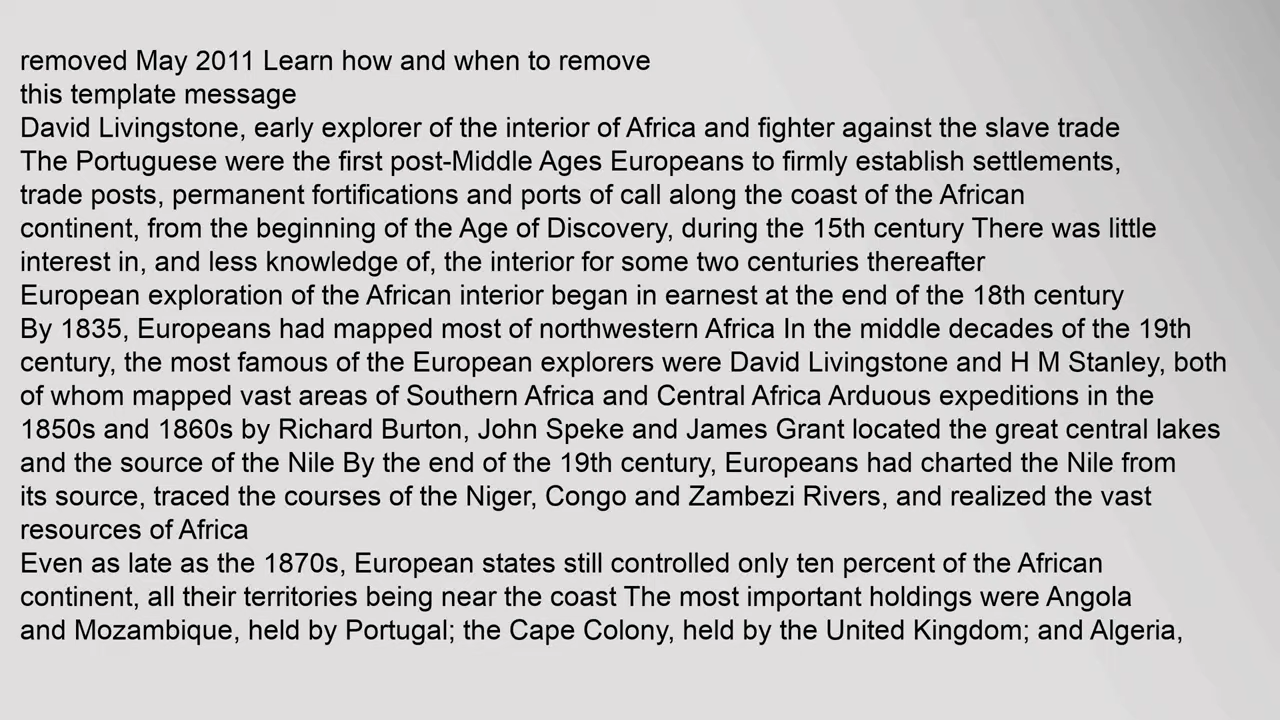 removed May 2011 Learn how and when to remove
this template message
David Livingstone, early explorer of the interior of Africa and fighter against the slave trade
The Portuguese were the first post-Middle Ages Europeans to firmly establish settlements,
trade posts, permanent fortifications and ports of call along the coast of the African
continent, from the beginning of the Age of Discovery, during the 15th century There was little
interest in, and less knowledge of, the interior for some two centuries thereafter
European exploration of the African interior began in earnest at the end of the 18th century
By 1835, Europeans had mapped most of northwestern Africa In the middle decades of the 19th
century, the most famous of the European explorers were David Livingstone and H M Stanley, both
of whom mapped vast areas of Southern Africa and Central Africa Arduous expeditions in the
1850s and 1860s by Richard Burton, John Speke and James Grant located the great central lakes
and the source of the Nile By the end of the 19th century, Europeans had charted the Nile from
its source, traced the courses of the Niger, Congo and Zambezi Rivers, and realized the vast
resources of Africa
Even as late as the 1870s, European states still controlled only ten percent of the African
continent, all their territories being near the coast The most important holdings were Angola
and Mozambique, held by Portugal; the Cape Colony, held by the United Kingdom; and Algeria,